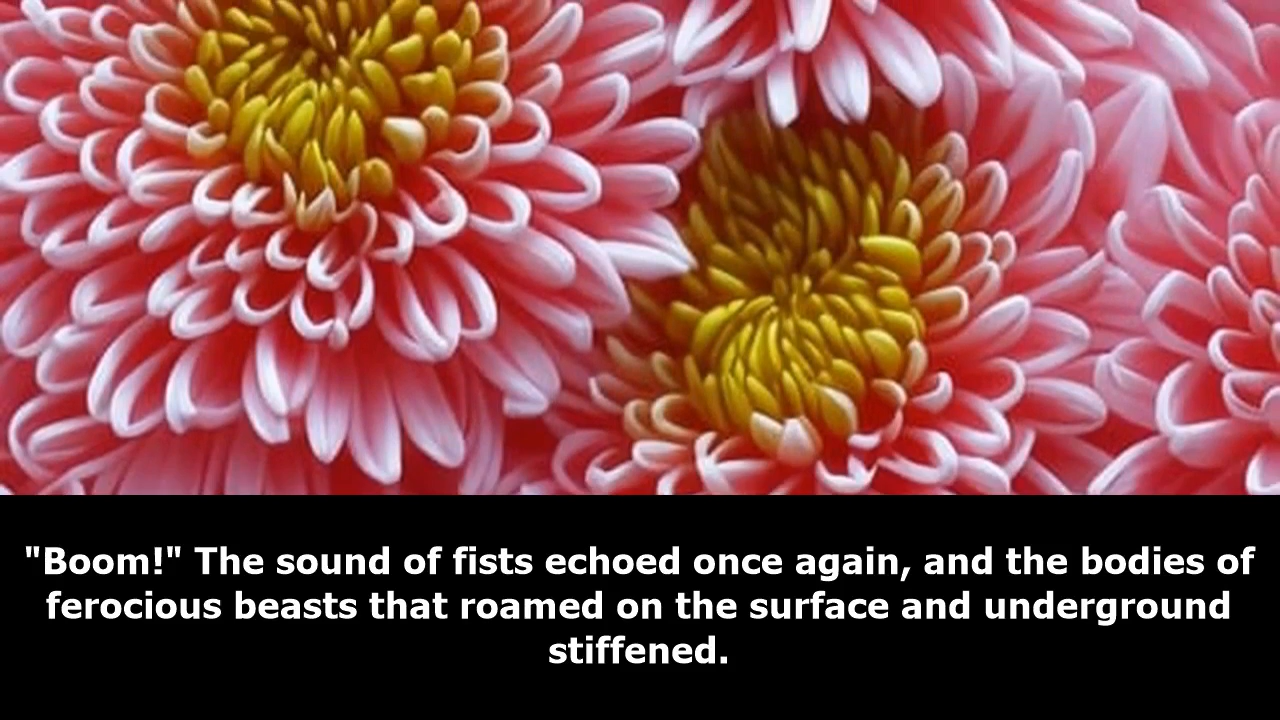 "Boom!" The sound of fists echoed once again, and the bodies of
ferocious beasts that roamed on the surface and underground
stiffened.